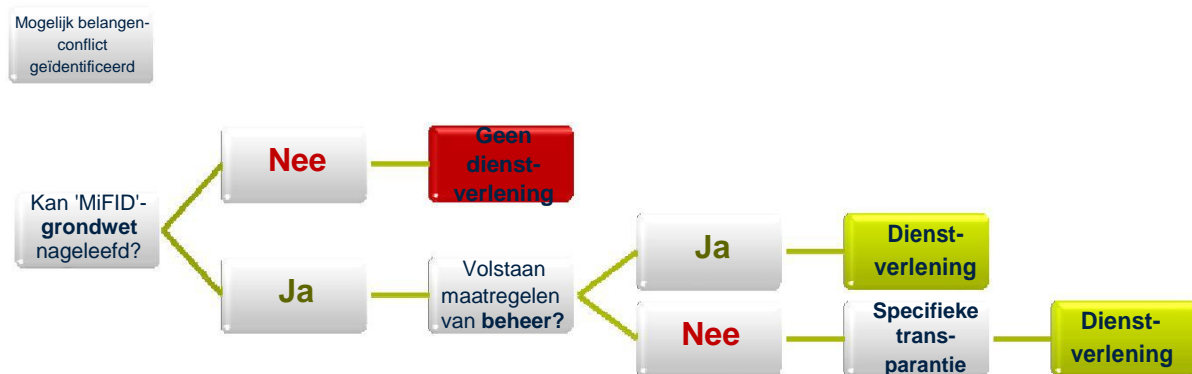 Mogelijk belangen-
conflict
geïdentificeerd
Kan 'MiFID'-
grondwet
nageleefd?
Nee
Geen
dienst-
verlening
Ja
Volstaan
maatregelen
van beheer?
Ja
Dienst-
verlening
Nee
Specifieke
trans-
parantie
Dienst-
verlening